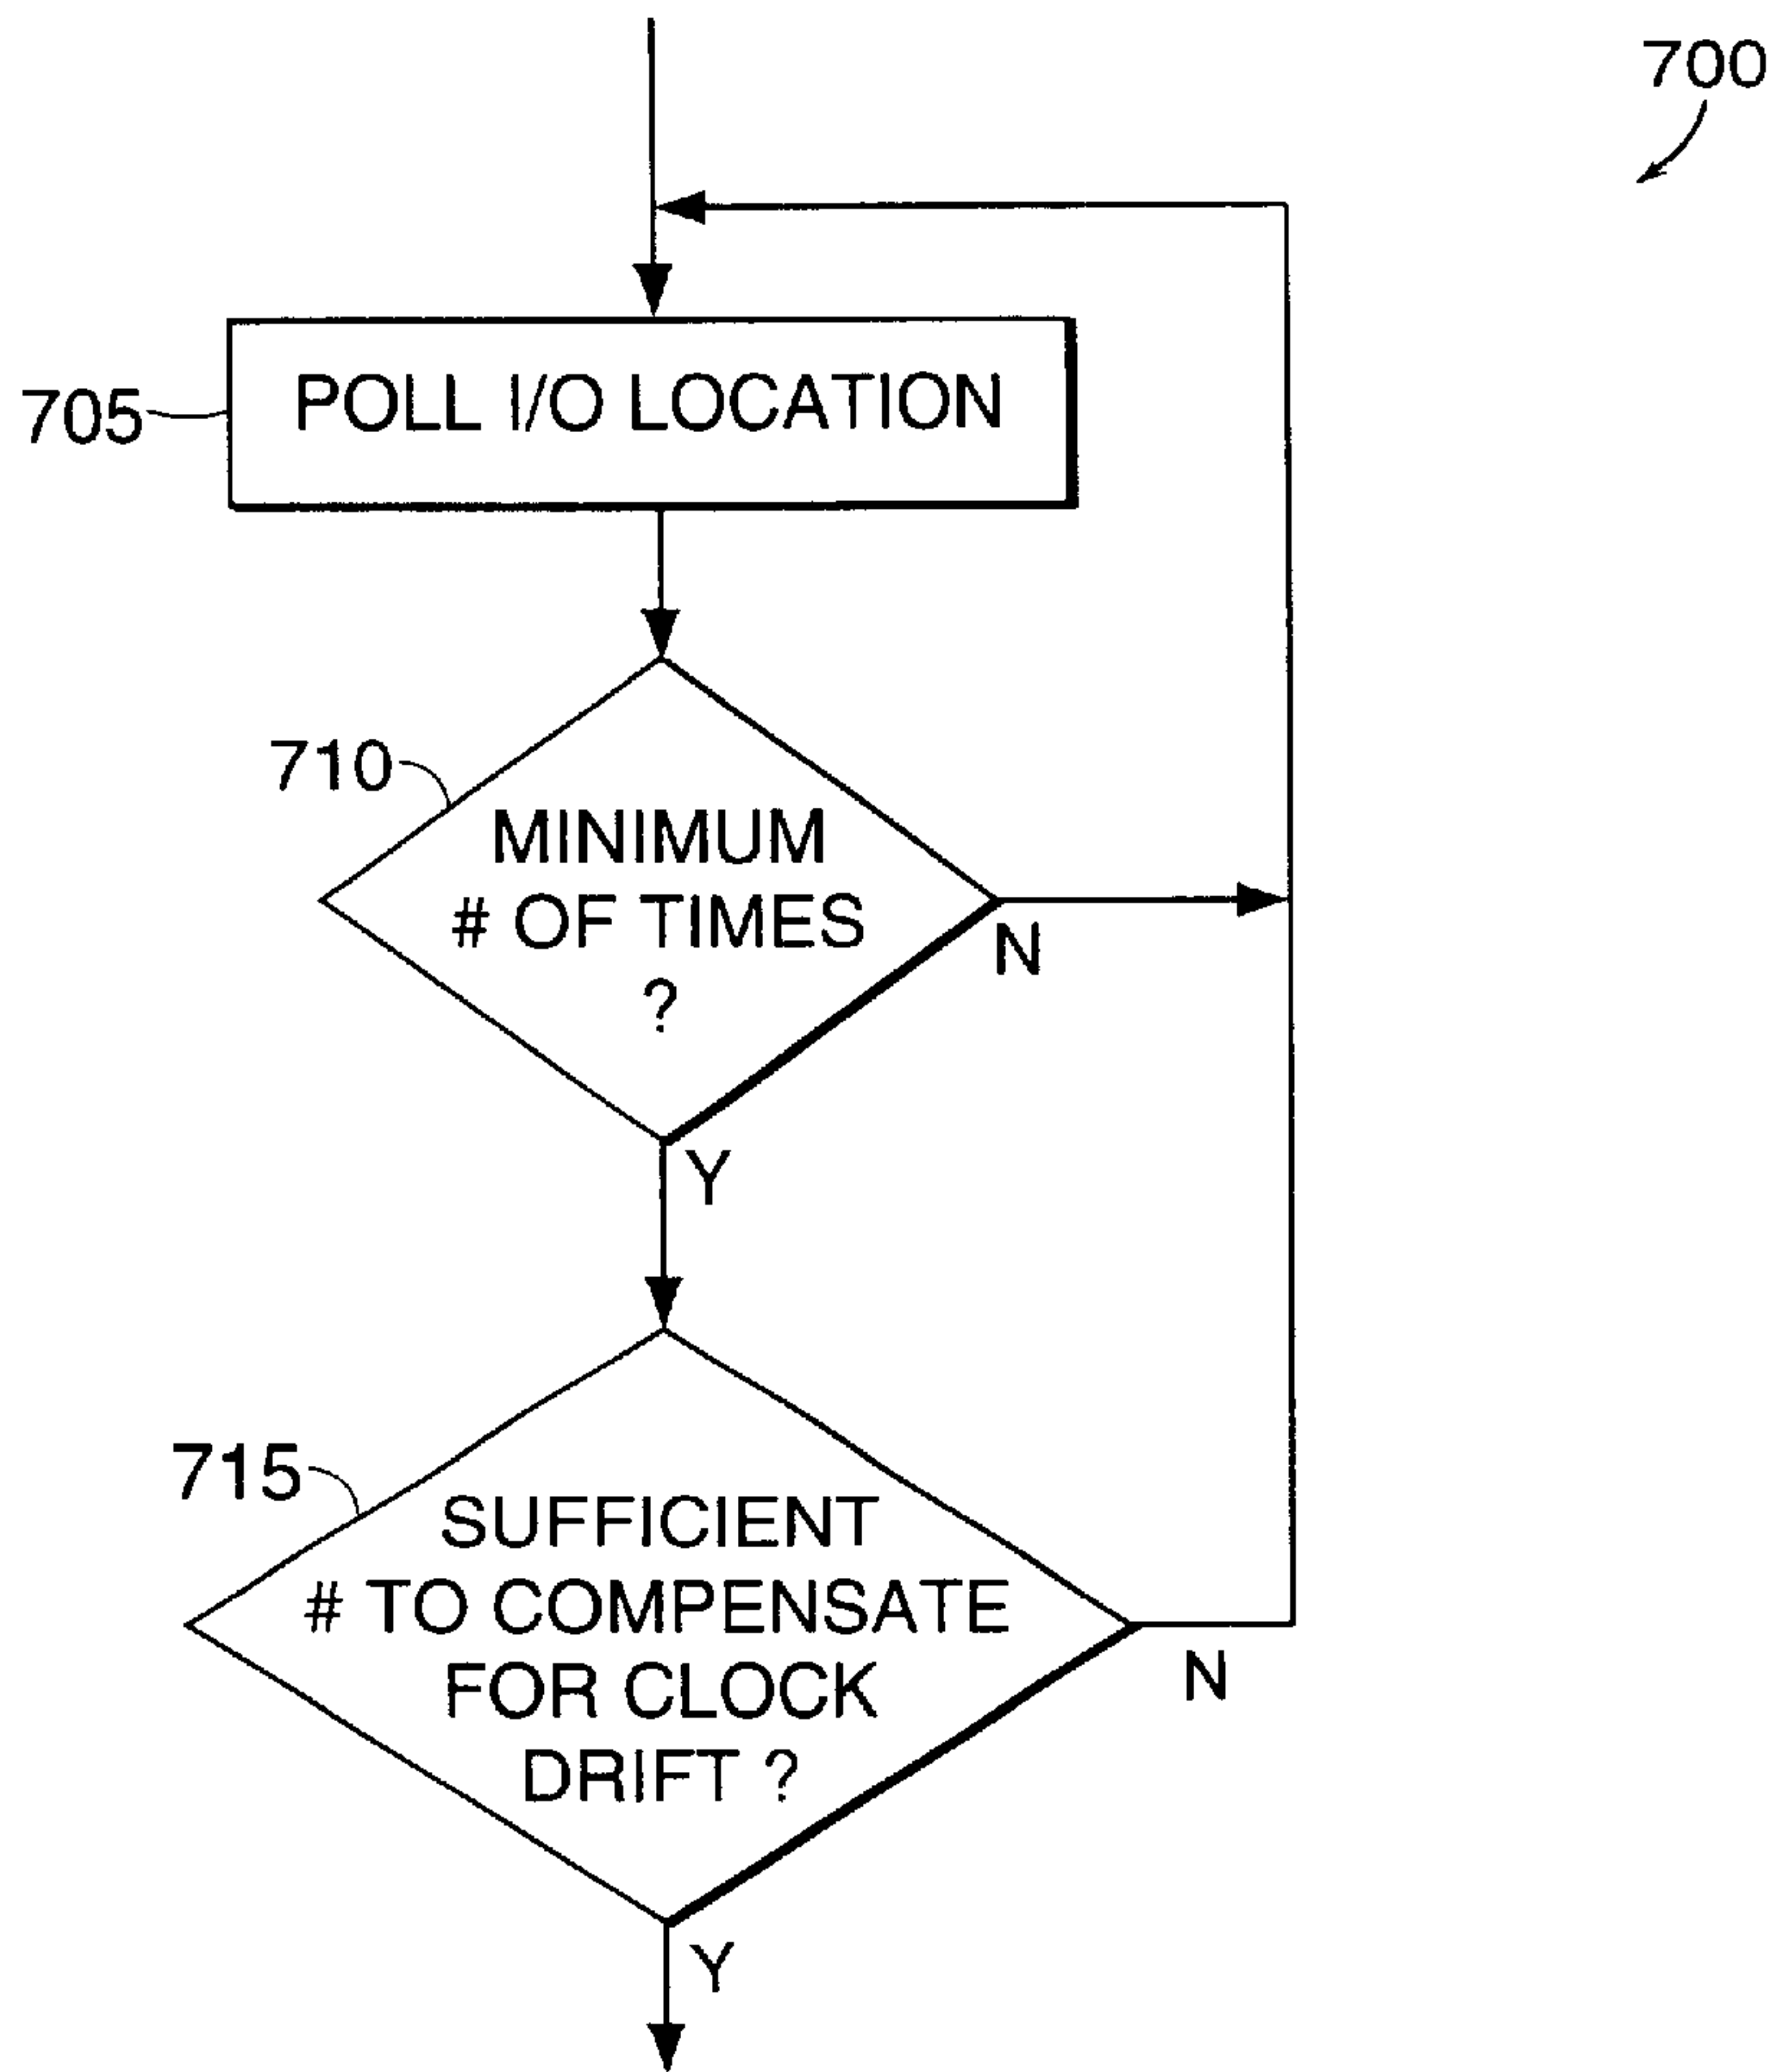 700
705
POLL I/O LOCATION
710
MINIMUM
# OF TIMES
?
N
Y
715
SUFFICIENT
# TO COMPENSATE
FOR CLOCK
DRIFT ?
N
Y